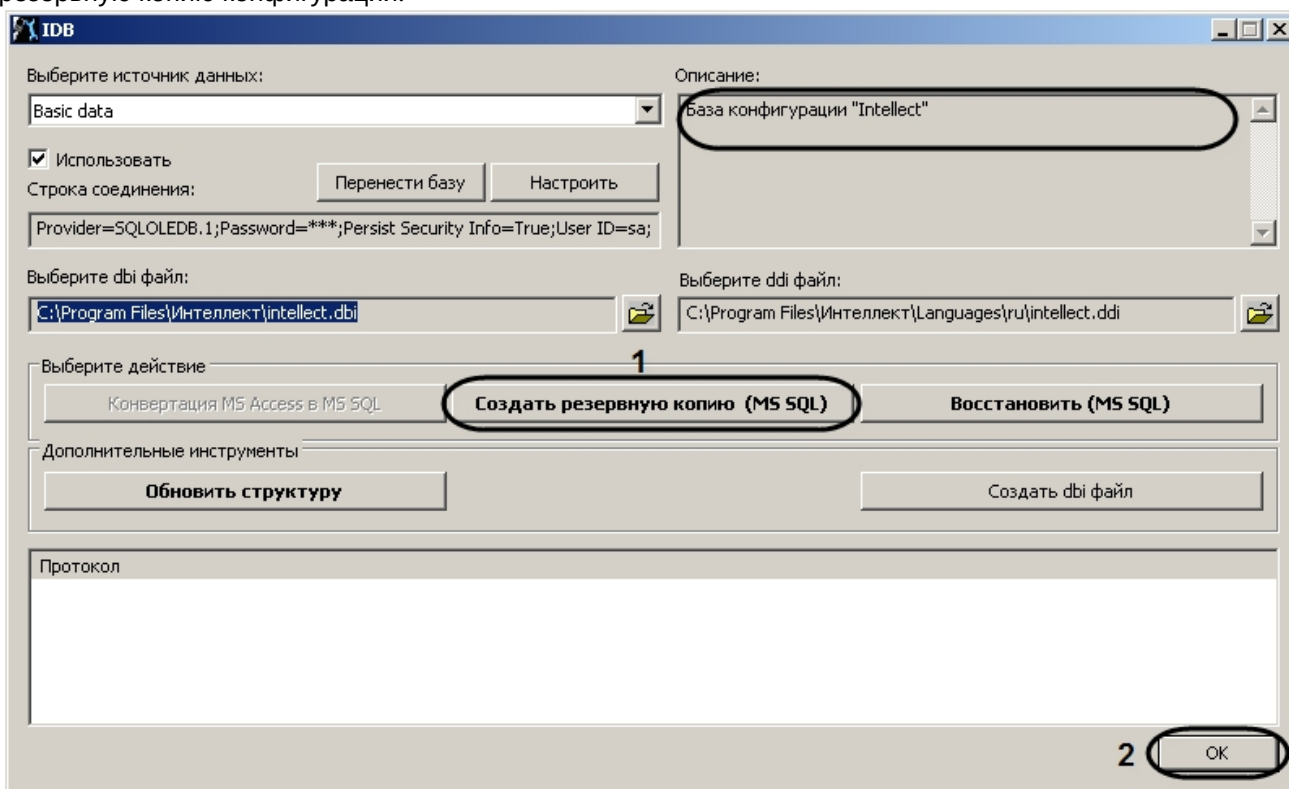 резервную копию конфигурации.
IDB
Выберите источник данных:
Описание:
Basic data
База конфигурации "Intellect"
Использовать
Строка соединения:
Перенести базу
Настроить
Provider=SQLOLEDB.1;Password=***;Persist Security Info=True;User ID=sa;
Выберите dbi файл:
Выберите ddi файл:
C:\Program Files\Интеллект\intellect.dbi
C:\Program Files\Интеллект\Languages\ru\intellect.ddi
1
Выберите действие
Конвертация MS Access в MS SQL
Создать резервную копию (MS SQL)
Восстановить (MS SQL)
Дополнительные инструменты
Обновить структуру
Создать dbi файл
Протокол
2
OK